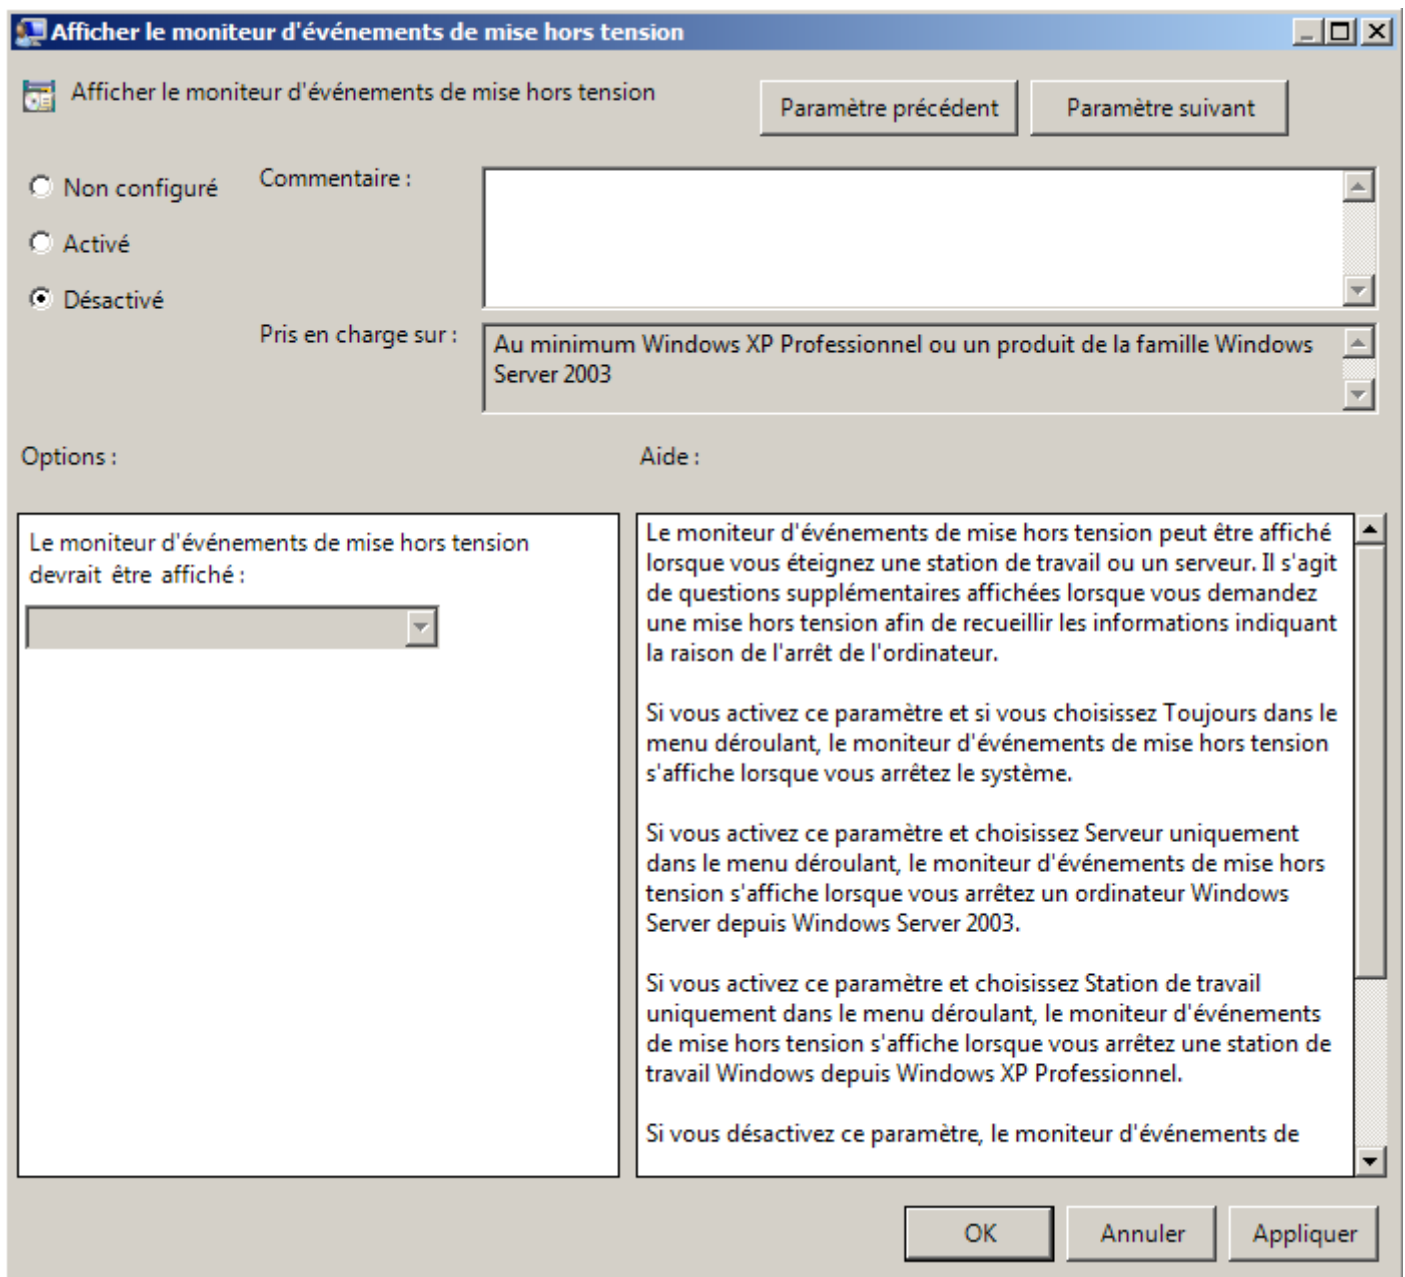 Afficher le moniteur d'événements de mise hors tension
Afficher le moniteur d'événements de mise hors tension
Paramètre précédent
Paramètre suivant
Non configuré
Commentaire :
Activé
Désactivé
Pris en charge sur :
Au minimum Windows XP Professionnel ou un produit de la famille Windows
Server 2003
Options :
Aide :
Le moniteur d'événements de mise hors tension
devrait être affiché :
Le moniteur d'événements de mise hors tension peut être affiché
lorsque vous éteignez une station de travail ou un serveur. Il s'agit
de questions supplémentaires affichées lorsque vous demandez
une mise hors tension afin de recueillir les informations indiquant
la raison de l'arrêt de l'ordinateur.
Si vous activez ce paramètre et si vous choisissez Toujours dans le
menu déroulant, le moniteur d'événements de mise hors tension
s'affiche lorsque vous arrêtez le système.
Si vous activez ce paramètre et choisissez Serveur uniquement
dans le menu déroulant, le moniteur d'événements de mise hors
tension s'affiche lorsque vous arrêtez un ordinateur Windows
Server depuis Windows Server 2003.
Si vous activez ce paramètre et choisissez Station de travail
uniquement dans le menu déroulant, le moniteur d'événements
de mise hors tension s'affiche lorsque vous arrêtez une station de
travail Windows depuis Windows XP Professionnel.
Si vous désactivez ce paramètre, le moniteur d'événements de
OK
Annuler
Appliquer